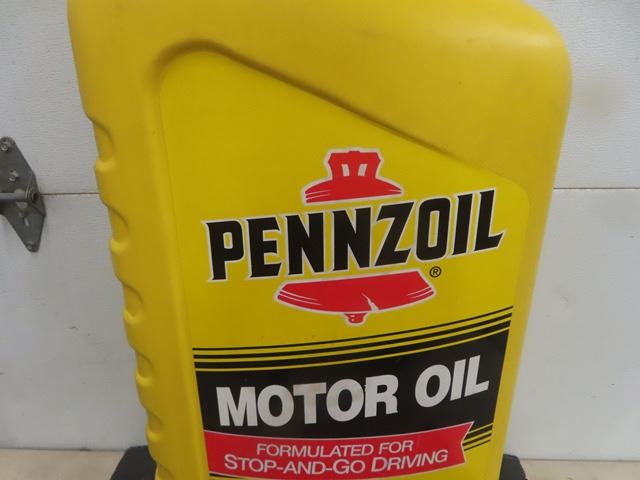 PENNZOIL®
MOTOR OIL
FORMULATED FOR
STOP-AND-GO DRIVING